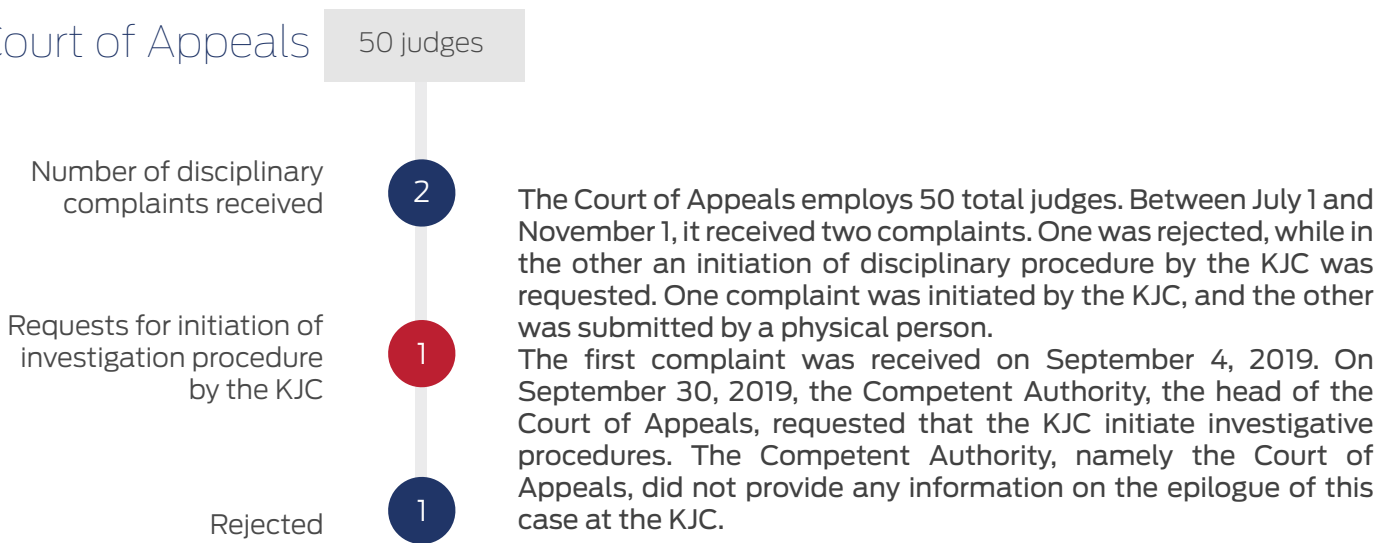 ourt of Appeals
50 judges
Number of disciplinary
complaints received
2
Requests for initiation of
investigation procedure
by the KJC
1
Rejected
1
The Court of Appeals employs 50 total judges. Between July 1 and
November 1, it received two complaints. One was rejected, while in
the other an initiation of disciplinary procedure by the KJC was
requested. One complaint was initiated by the KJC, and the other
was submitted by a physical person.
The first complaint was received on September 4, 2019. On
September 30, 2019, the Competent Authority, the head of the
Court of Appeals, requested that the KJC initiate investigative
procedures. The Competent Authority, namely the Court of
Appeals, did not provide any information on the epilogue of this
case at the KJC.